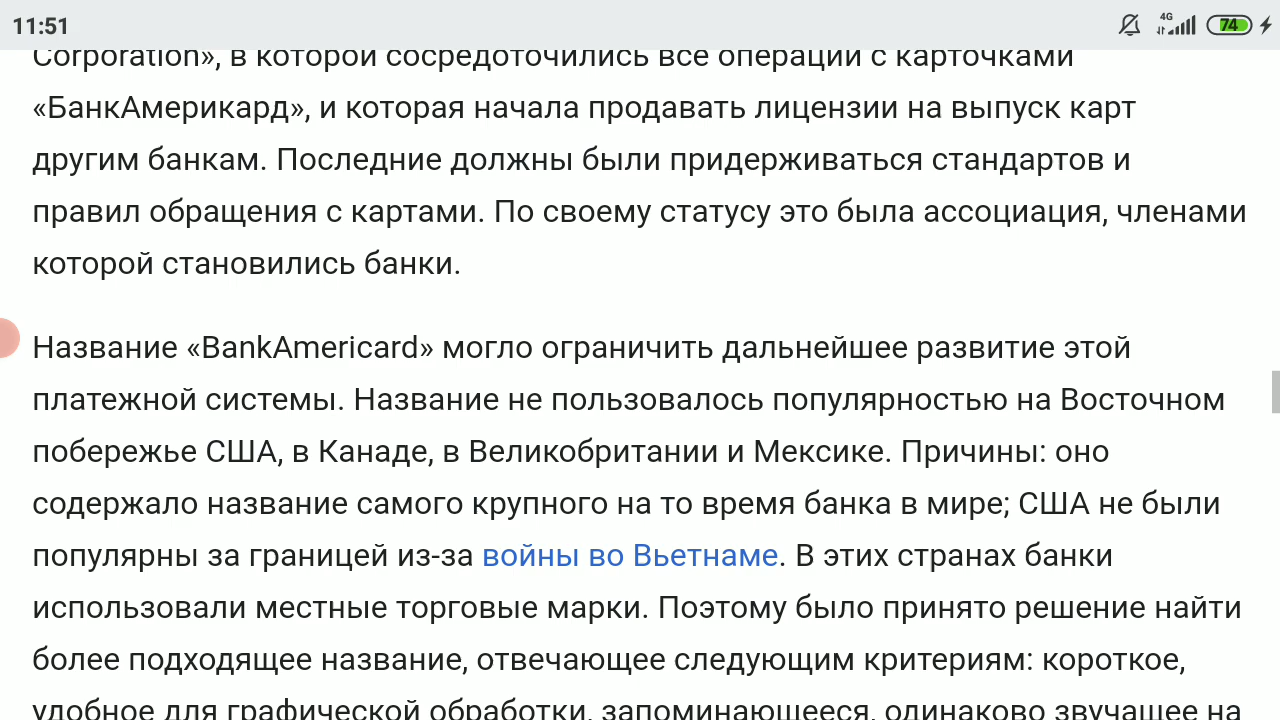 11:51
4G
74
Corporation», в которой сосредоточились все операции с карточками
«БанкАмерикард», и которая начала продавать лицензии на выпуск карт
другим банкам. Последние должны были придерживаться стандартов и
правил обращения с картами. По своему статусу это была ассоциация, членами
которой становились банки.
Название «BankAmericard» могло ограничить дальнейшее развитие этой
платежной системы. Название не пользовалось популярностью на Восточном
побережье США, в Канаде, в Великобритании и Мексике. Причины: оно
содержало название самого крупного на то время банка в мире; США не были
популярны за границей из-за войны во Вьетнаме. В этих странах банки
использовали местные торговые марки. Поэтому было принято решение найти
более подходящее название, отвечающее следующим критериям: короткое,
удобное для графической обработки, запоминающееся, одинаково звучащее на